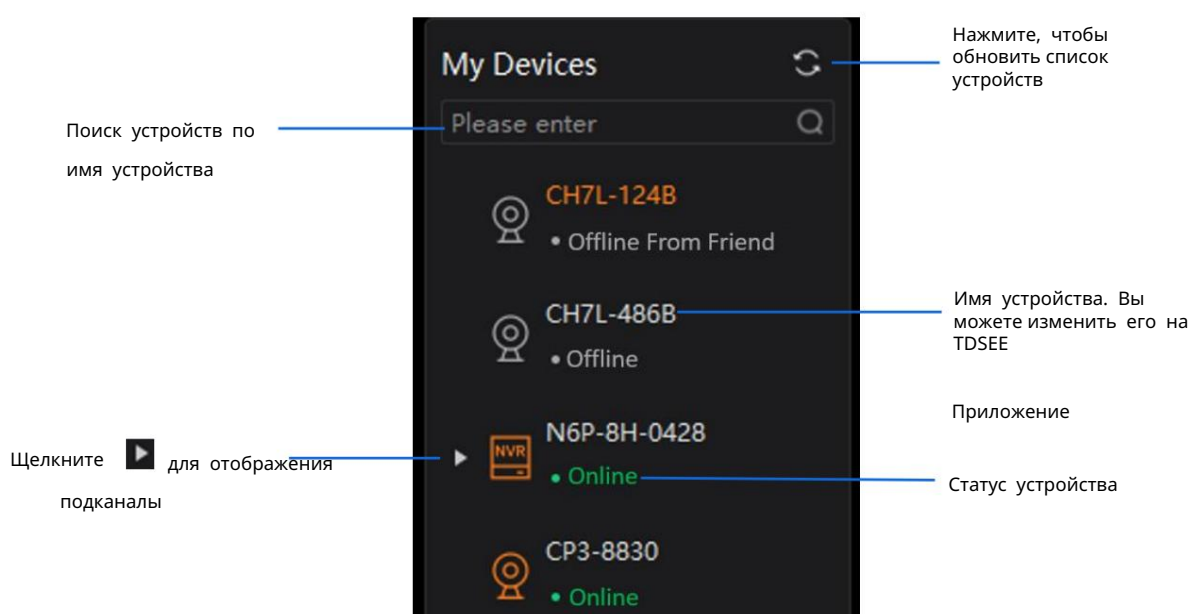 Нажмите, чтобы
обновить список
устройств
My Devices
Please enter
Поиск устройств по
имя устройства
CH7L-124B
• Offline From Friend
CH7L-486B
• Offline
Имя устройства. Вы
можете изменить его на
TDSEE
Приложение
N6P-8H-0428
NVR
• Online
Щелкните для отображения
подканалы
Статус устройства
CP3-8830
• Online